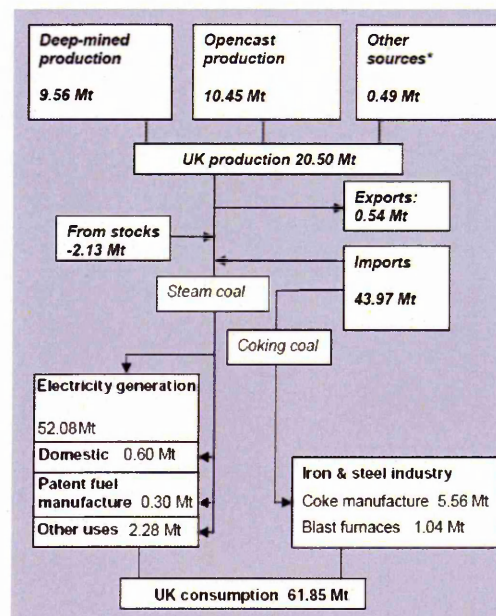 Deep-mined
production
9.56 Mt
Opencast
production
10.45 Mt
Other
sources*
0.49 Mt
UK production 20.50 Mt
Exports:
0.54 Mt
From stocks
-2.13 Mt
Imports
43.97 Mt
Steam coal
Coking coal
Electricity generation
52.08Mt
Domestic 0.60 Mt
Patent fuel
manufacture 0.30 Mt
Other uses 2.28 Mt
Iron & steel industry
Coke manufacture 5.56 Mt
Blast furnaces 1.04 Mt
UK consumption 61.85 Mt